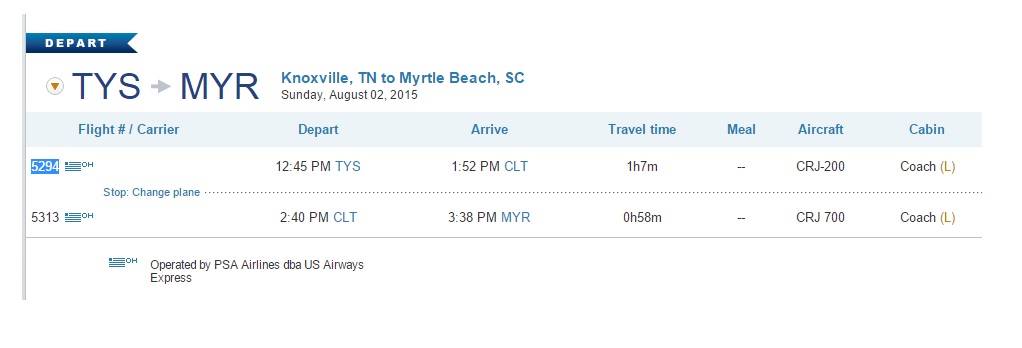 DEPART
TYS MYR
Knoxville, TN to Myrtle Beach, SC
Sunday, August 02, 2015
Flight # / Carrier Depart Arrive Travel time Meal Aircraft Cabin
5294 OH 12:45 PM TYS 1:52 PM CLT 1h7m -- CRJ-200 Coach (L)
Stop: Change plane
5313 OH 2:40 PM CLT 3:38 PM MYR 0h58m -- CRJ 700 Coach (L)
OH Operated by PSA Airlines dba US Airways
Express